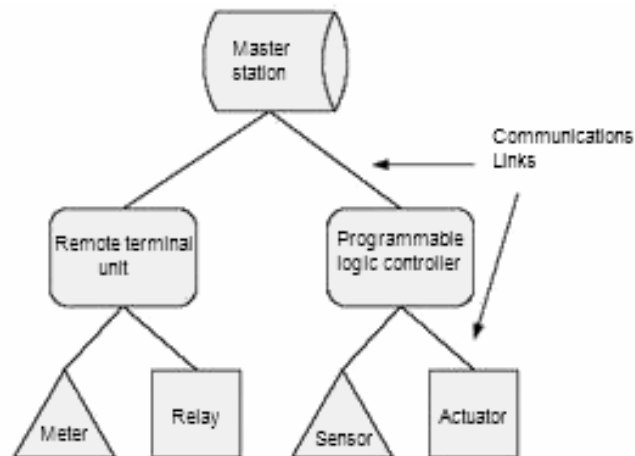 Master
station
Communications
Links
Remote terminal
unit
Programmable
logic controller
Meter
Relay
Sensor
Actuator